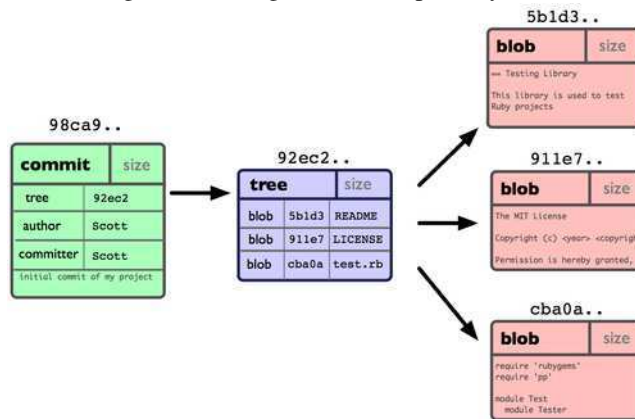 98ca9..
commit size
tree 92ec2
author Scott
committer Scott
initial commit of my project
92ec2..
tree size
blob 5b1d3 README
blob 911e7 LICENSE
blob cba0a test.rb
5b1d3..
blob size
== Testing Library
This library is used to test
Ruby projects
911e7..
blob size
The MIT License
Copyright (c) <year> <copyright
Permission is hereby granted,
cba0a..
blob size
require 'rubygems'
require 'pp'
module Test
module Tester